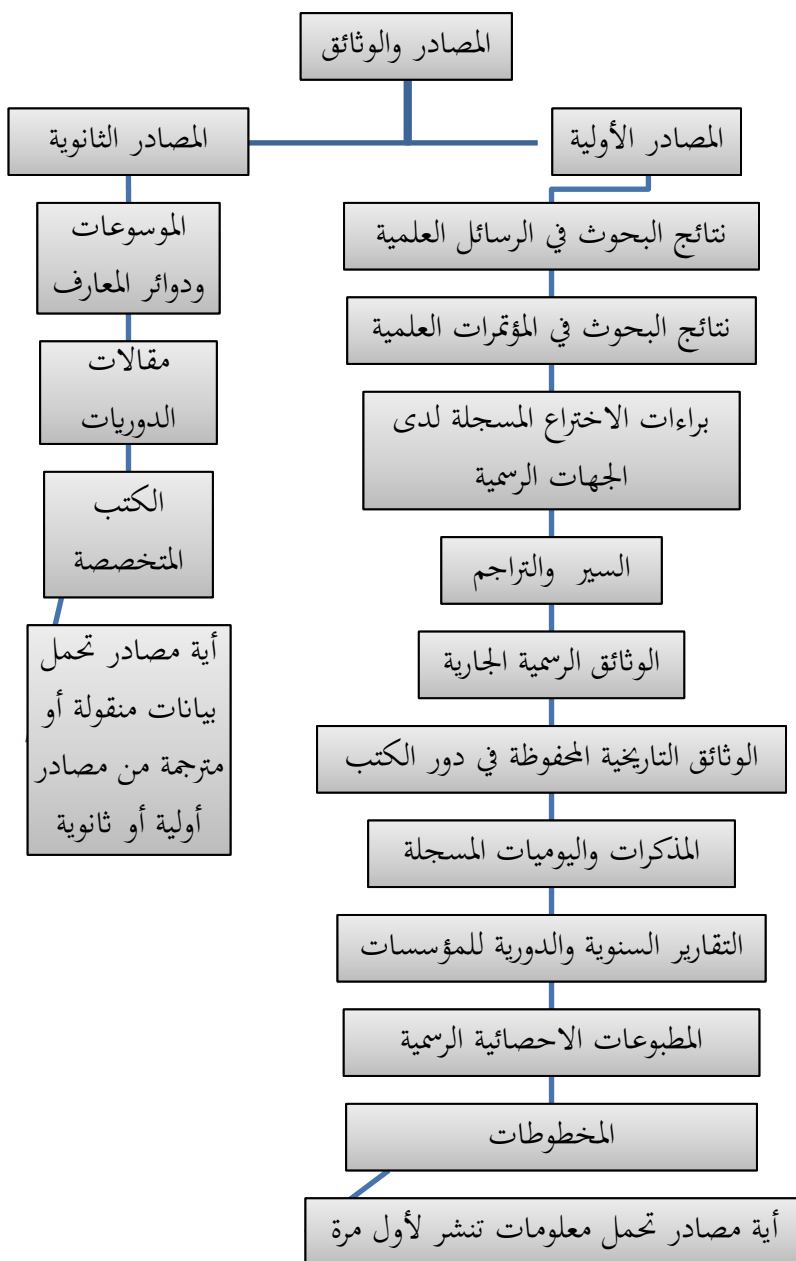 المصادر والوثائق
المصادر الأولية
نتائج البحوث في الرسائل العلمية
نتائج البحوث في المؤتمرات العلمية
براءات الاختراع المسجلة لدى
الجهات الرسمية
السير والتراجم
الوثائق الرسمية الجارية
الوثائق التاريخية المحفوظة في دور الكتب
المذكرات واليوميات المسجلة
التقارير السنوية والدورية للمؤسسات
المطبوعات الاحصائية الرسمية
المخطوطات
أية مصادر تحمل معلومات تنشر لأول مرة
المصادر الثانوية
الموسوعات
ودوائر المعارف
مقالات
الدوريات
الكتب
المتخصصة
أية مصادر تحمل
بيانات منقولة أو
مترجمة من مصادر
أولية أو ثانوية